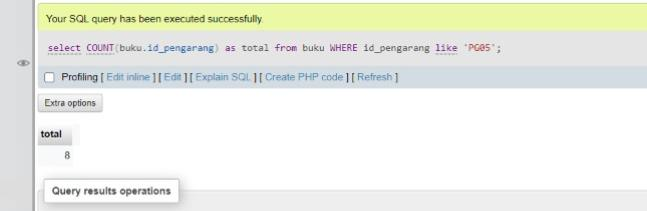 Your SQL query has been executed successfully.
select COUNT(buku.id_pengarang) as total from buku WHERE id_pengarang like 'PG05';
Profiling [ Edit inline ] [ Edit ] [ Explain SQL ] [ Create PHP code ] [ Refresh ]
Extra options
total
8
Query results operations